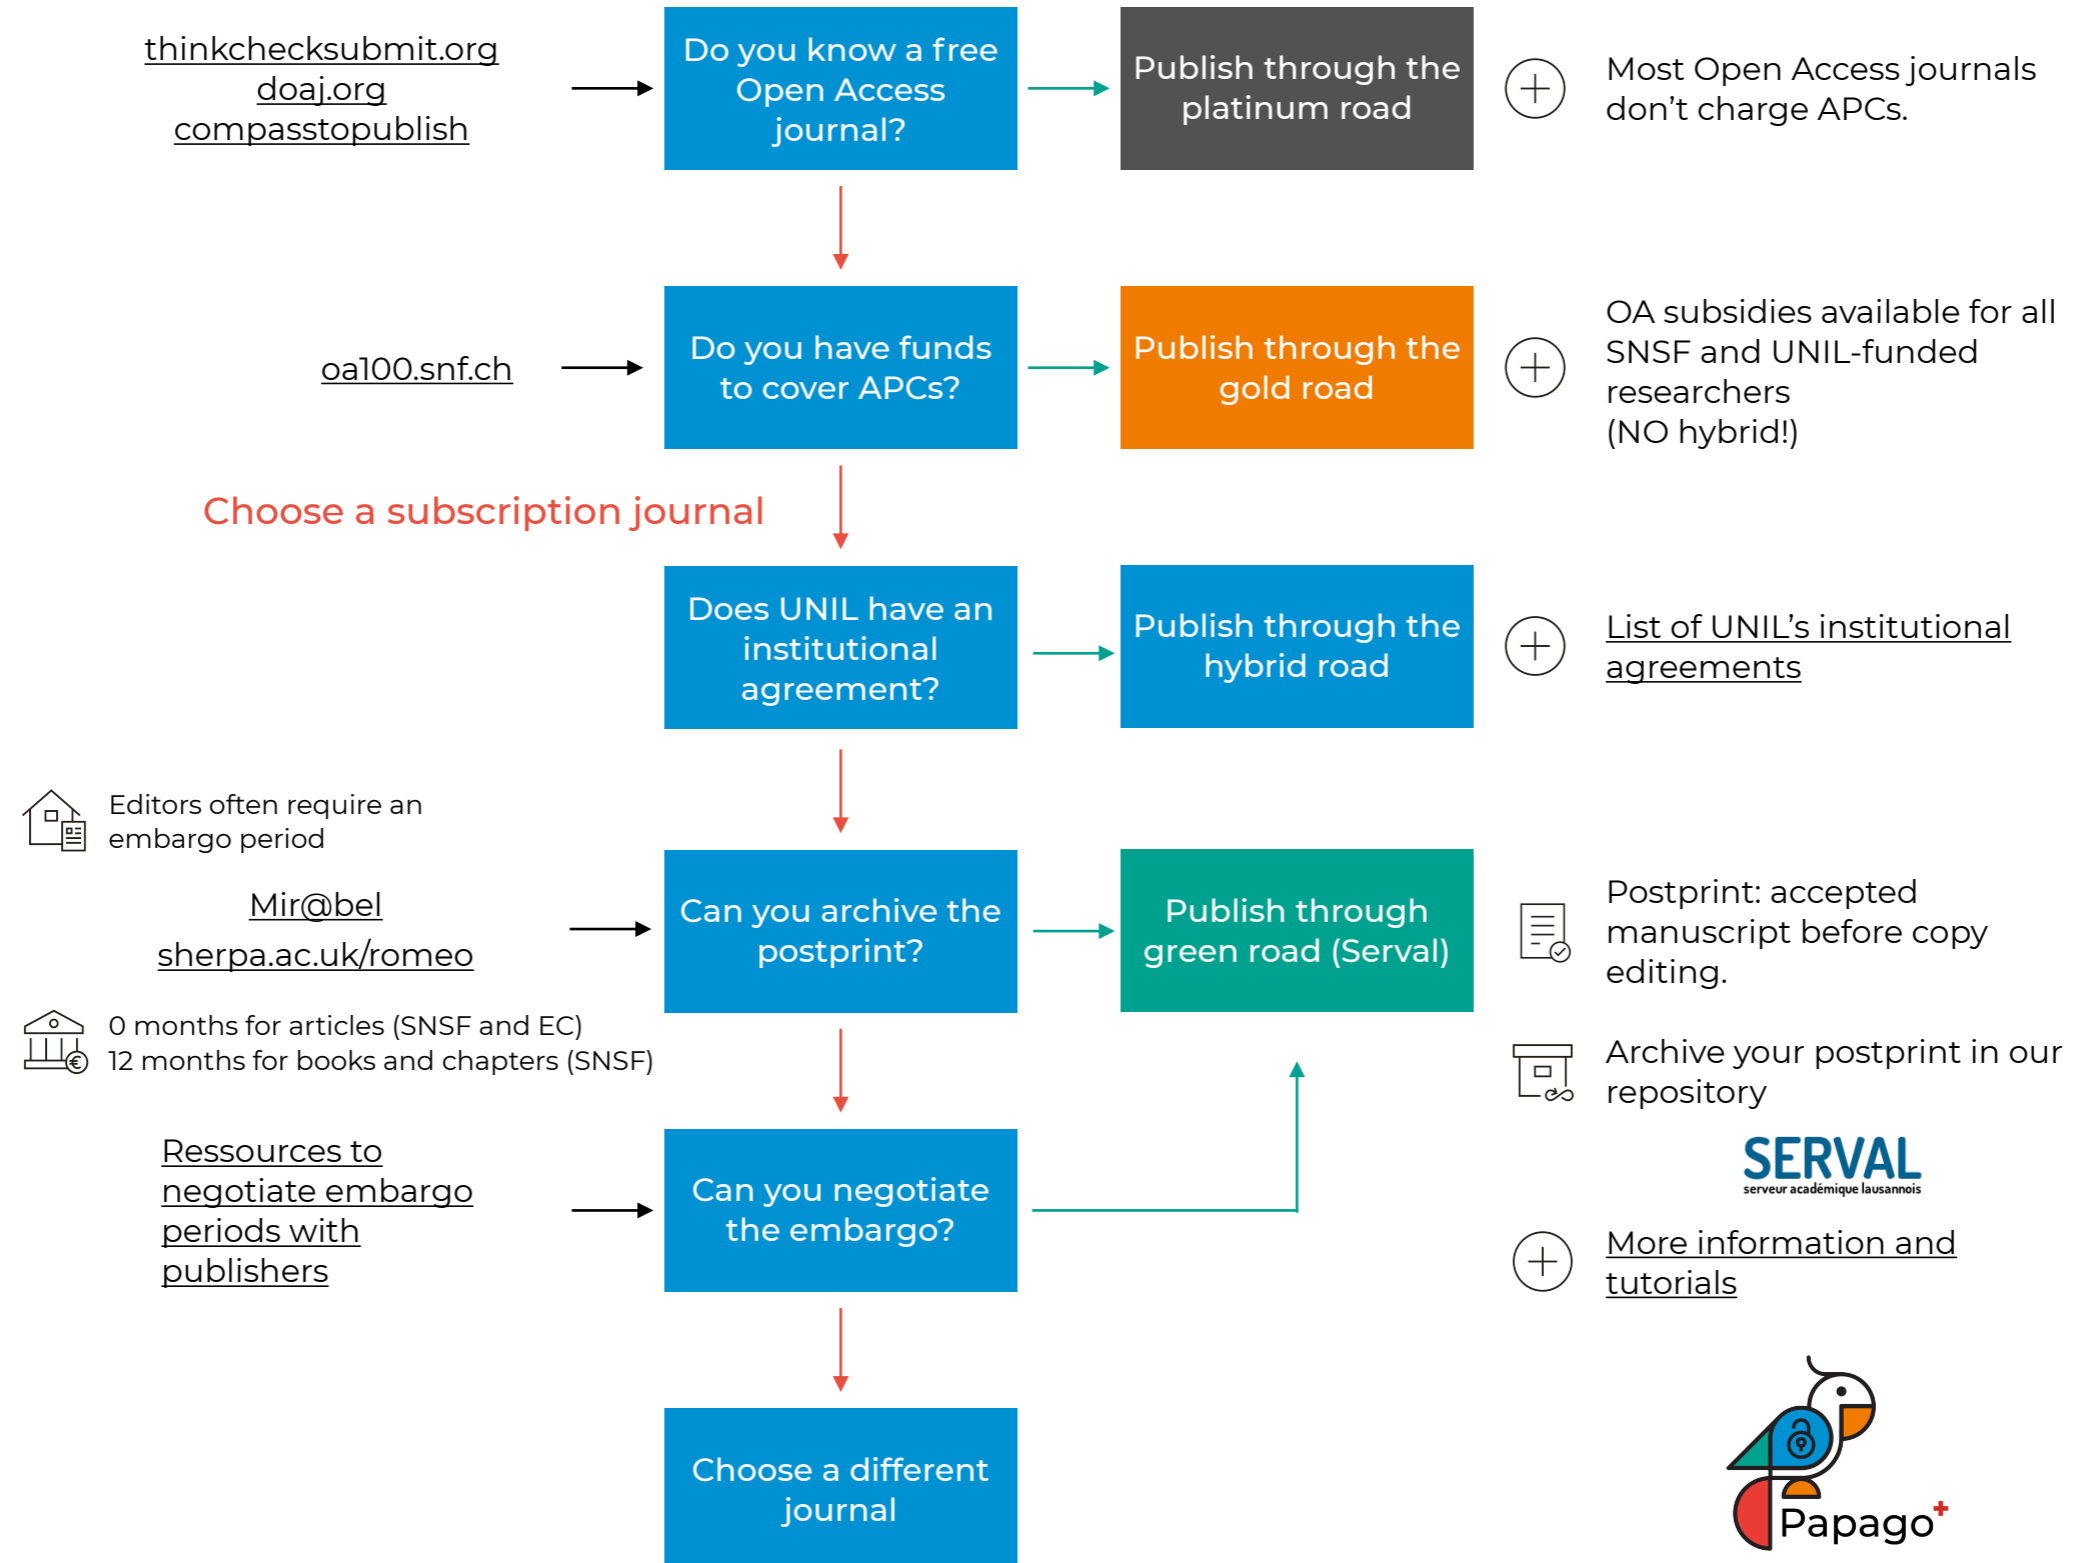 thinkchecksubmit.org
doaj.org
compasstopublish
Do you know a free
Open Access
journal?
Publish through the
platinum road
Most Open Access journals
don't charge APCs.
oa100.snf.ch
Do you have funds
to cover APCs?
Publish through the
gold road
OA subsidies available for all
SNSF and UNIL-funded
researchers
(NO hybrid!)
Choose a subscription journal
Does UNIL have an
institutional
agreement?
Publish through the
hybrid road
List of UNIL's institutional
agreements
Editors often require an
embargo period
Mir@bel
sherpa.ac.uk/romeo
0 months for articles (SNSF and EC)
12 months for books and chapters (SNSF)
Can you archive the
postprint?
Publish through
green road (Serval)
Postprint: accepted
manuscript before copy
editing.
Archive your postprint in our
repository
SERVAL
serveur académique lausannois
Ressources to
negotiate embargo
periods with
publishers
Can you negotiate
the embargo?
More information and
tutorials
Choose a different
journal
Papago+